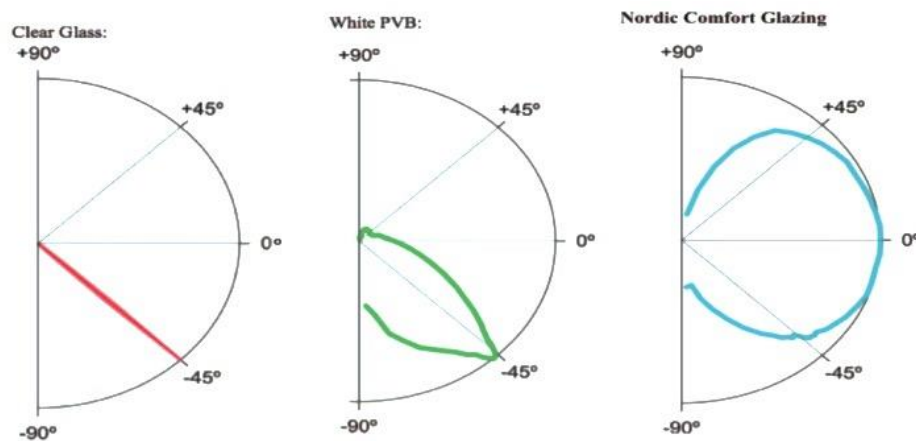 Clear Glass:
+90º
+45º
0º
-45º
-90º
White PVB:
+90º
+45º
0º
-45º
-90º
Nordic Comfort Glazing
+90º
+45º
0º
-45º
-90º